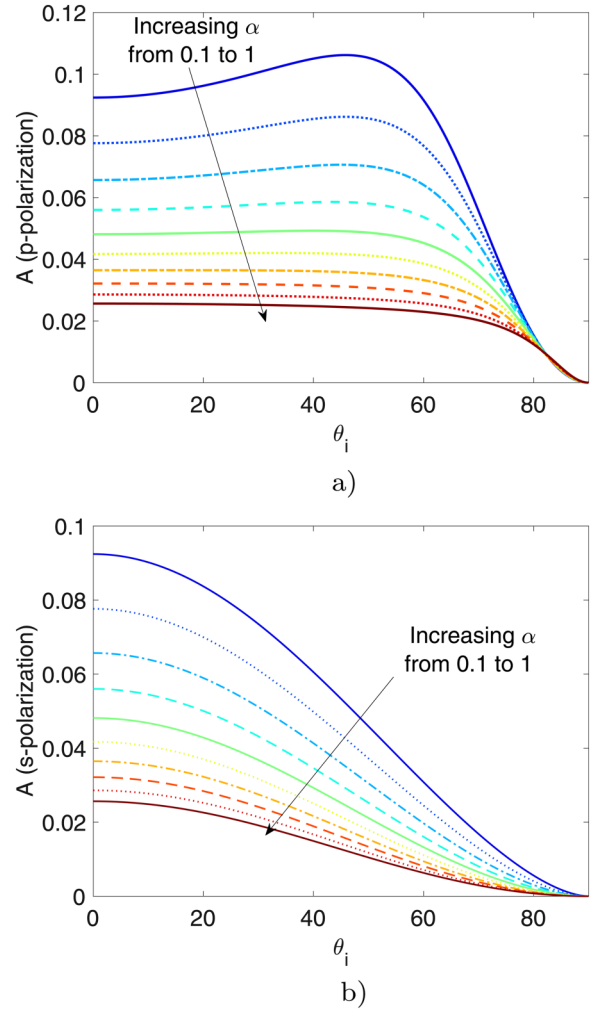 0.12
0.1
0.08
0.06
0.04
0.02
0
A (p-polarization)
Increasing α
from 0.1 to 1
0 20 40 60 80
θi
a)
0.1
0.08
0.06
0.04
0.02
0
A (s-polarization)
Increasing α
from 0.1 to 1
0 20 40 60 80
θi
b)